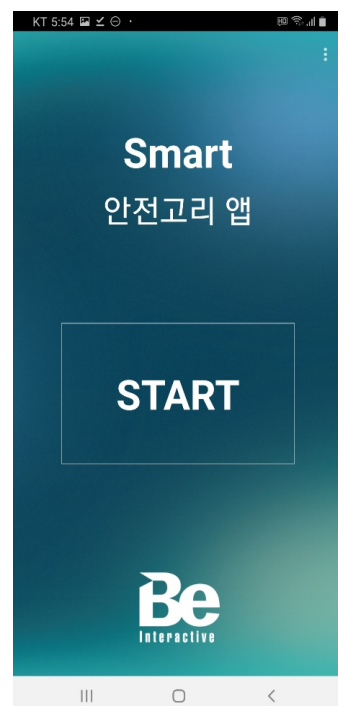 KT 5:54
Smart
안전고리 앱
START
Be
Interactive